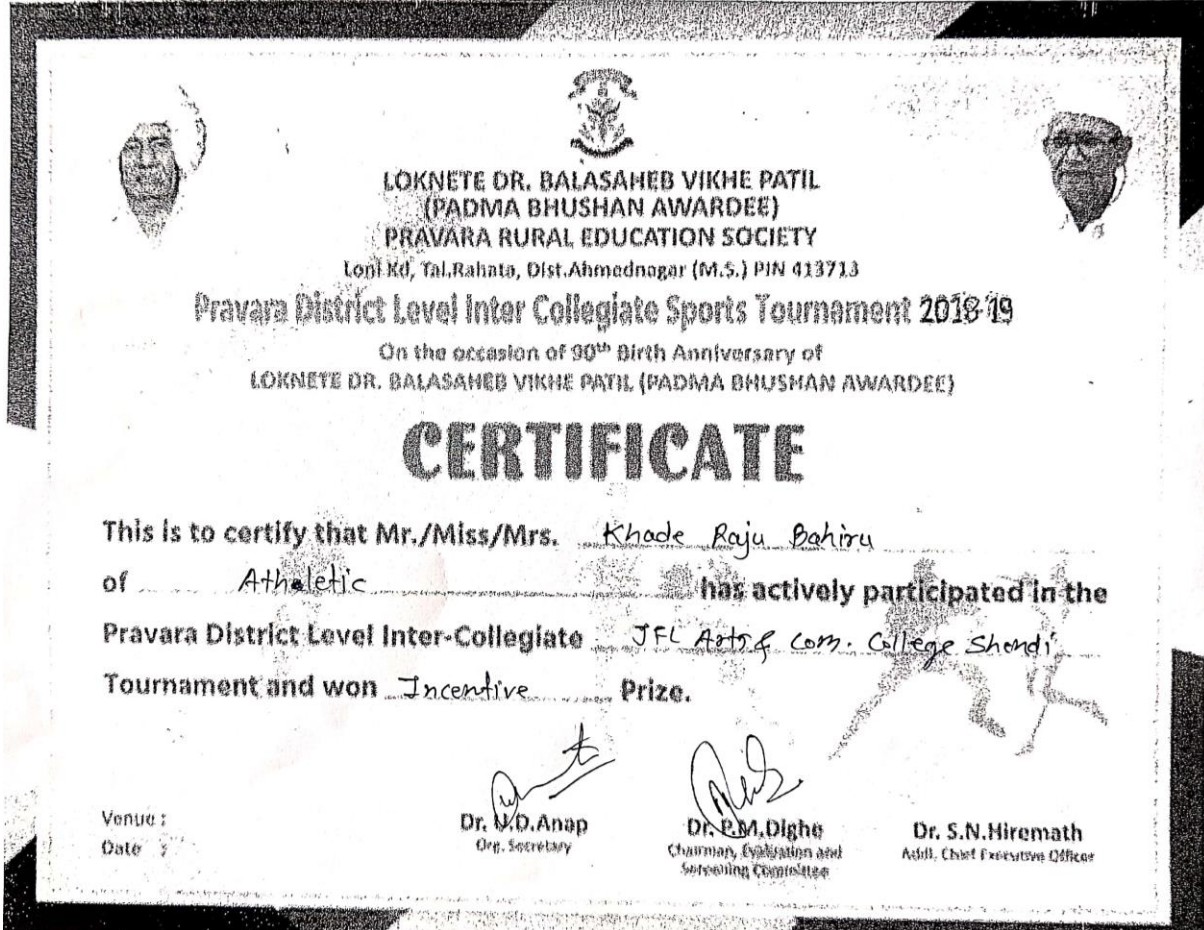 LOKNETE DR. BALASAHEB VIKHE PATIL
(PADMA BHUSHAN AWARDEE)
PRAVARA RURAL EDUCATION SOCIETY
Loni Kd, Tal.Rahata, Dist.Ahmednagar (M.S.) PIN 413713
Pravara District Level Inter Collegiate Sports Tournament 2018-19
On the occasion of 90th Birth Anniversary of
LOKNETE DR. BALASAHEB VIKHE PATIL (PADMA BHUSHAN AWARDEE)
CERTIFICATE
This is to certify that Mr./Miss/Mrs. Khade Raju Bahiru
of Athaletic has actively participated in the
Pravara District Level Inter-Collegiate JFL Arts & Com. College Shendi
Tournament and won Incentive Prize.
Venue :
Date :
Dr. U.D.Anap
Org. Secretary
Dr. P.M.Dighe
Chairman, Evaluation and
Screening Committee
Dr. S.N.Hiremath
Addl. Chief Executive Officer